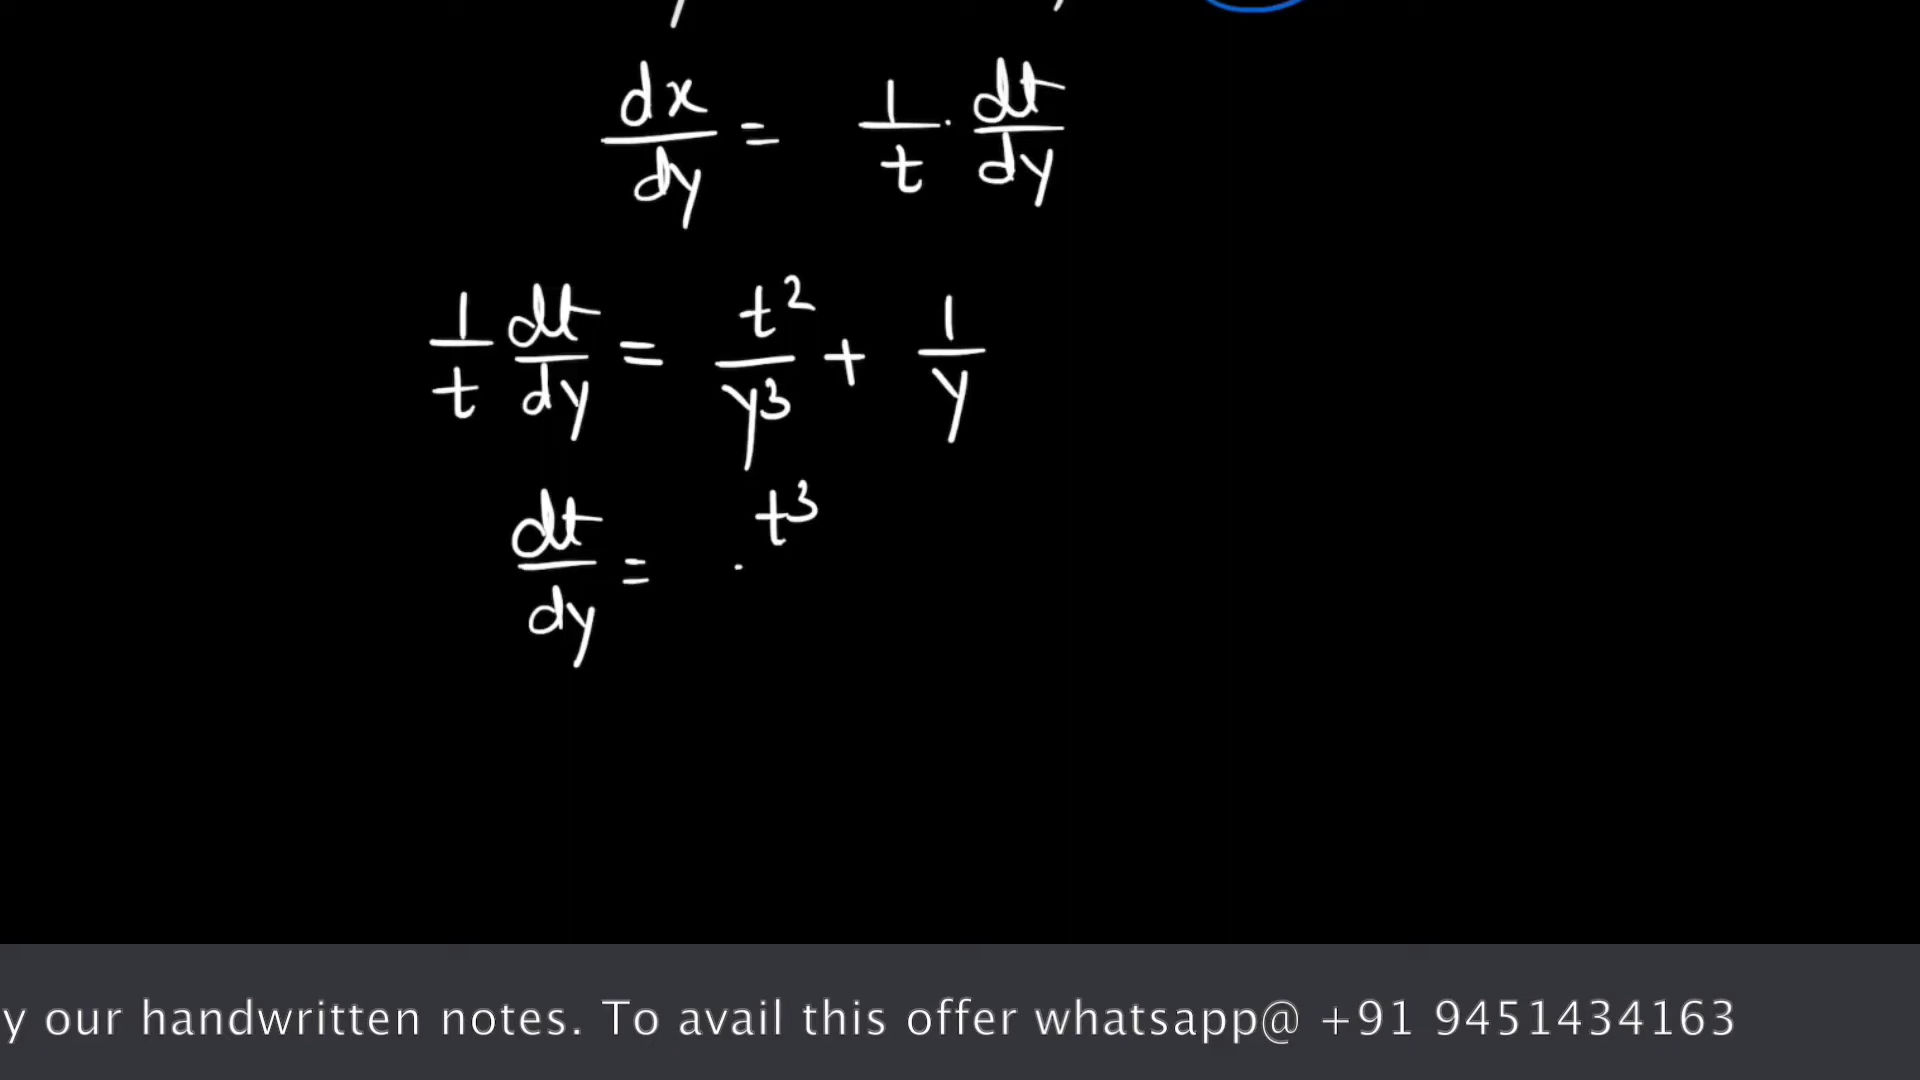 dx/dy = 1/t · dt/dy
1/t dt/dy = t²/y³ + 1/y
dt/dy = t³
y our handwritten notes. To avail this offer whatsapp@ +91 9451434163